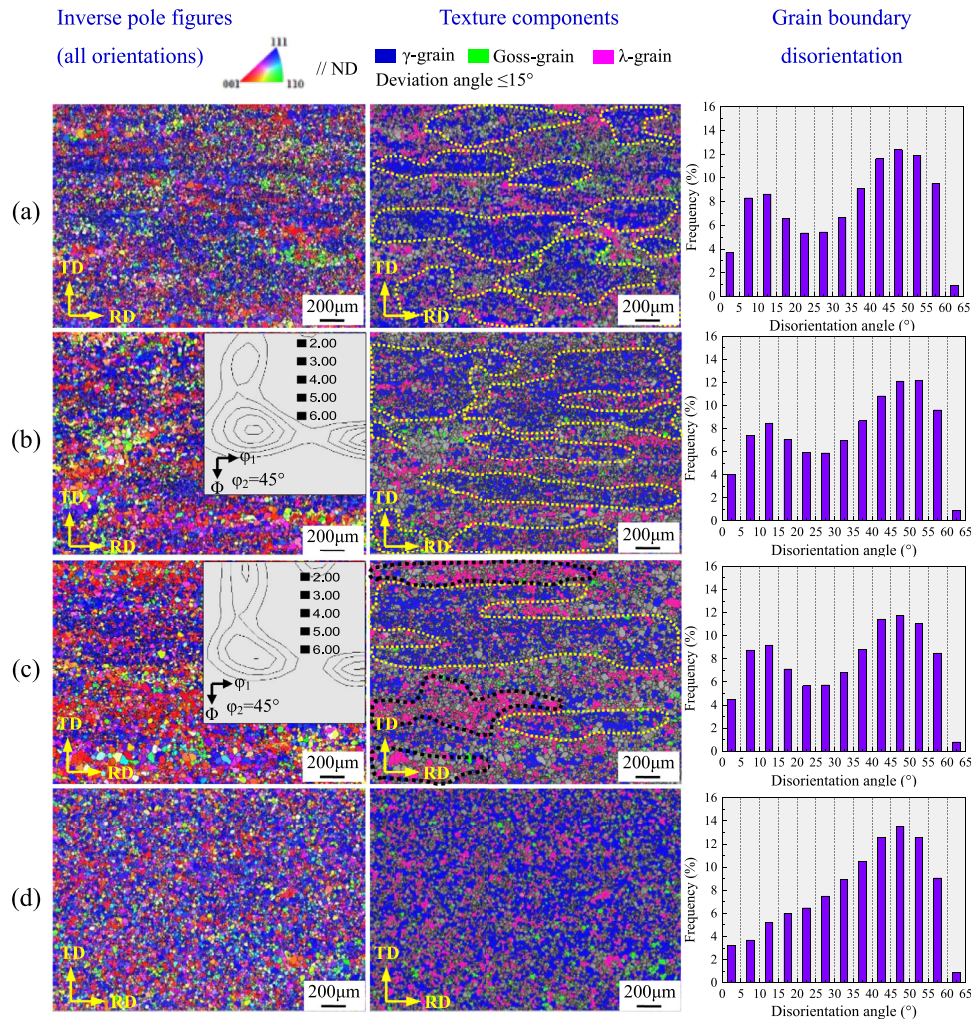 Inverse pole figures
(all orientations)
Texture components
Grain boundary
disorientation
111
001
1̄10
// ND
γ-grain
Goss-grain
λ-grain
Deviation angle ≤15°
(a)
TD
RD
200μm
TD
RD
200μm
Frequency (%)
16
14
12
10
8
6
4
2
0
0 5 10 15 20 25 30 35 40 45 50 55 60 65
Disorientation angle (°)
(b)
2.00
3.00
4.00
5.00
6.00
φ1
Φ
φ2=45°
TD
RD
200μm
TD
RD
200μm
Frequency (%)
16
14
12
10
8
6
4
2
0
0 5 10 15 20 25 30 35 40 45 50 55 60 65
Disorientation angle (°)
(c)
2.00
3.00
4.00
5.00
6.00
φ1
Φ
φ2=45°
TD
RD
200μm
TD
RD
200μm
Frequency (%)
16
14
12
10
8
6
4
2
0
0 5 10 15 20 25 30 35 40 45 50 55 60 65
Disorientation angle (°)
(d)
TD
RD
200μm
TD
RD
200μm
Frequency (%)
16
14
12
10
8
6
4
2
0
0 5 10 15 20 25 30 35 40 45 50 55 60 65
Disorientation angle (°)